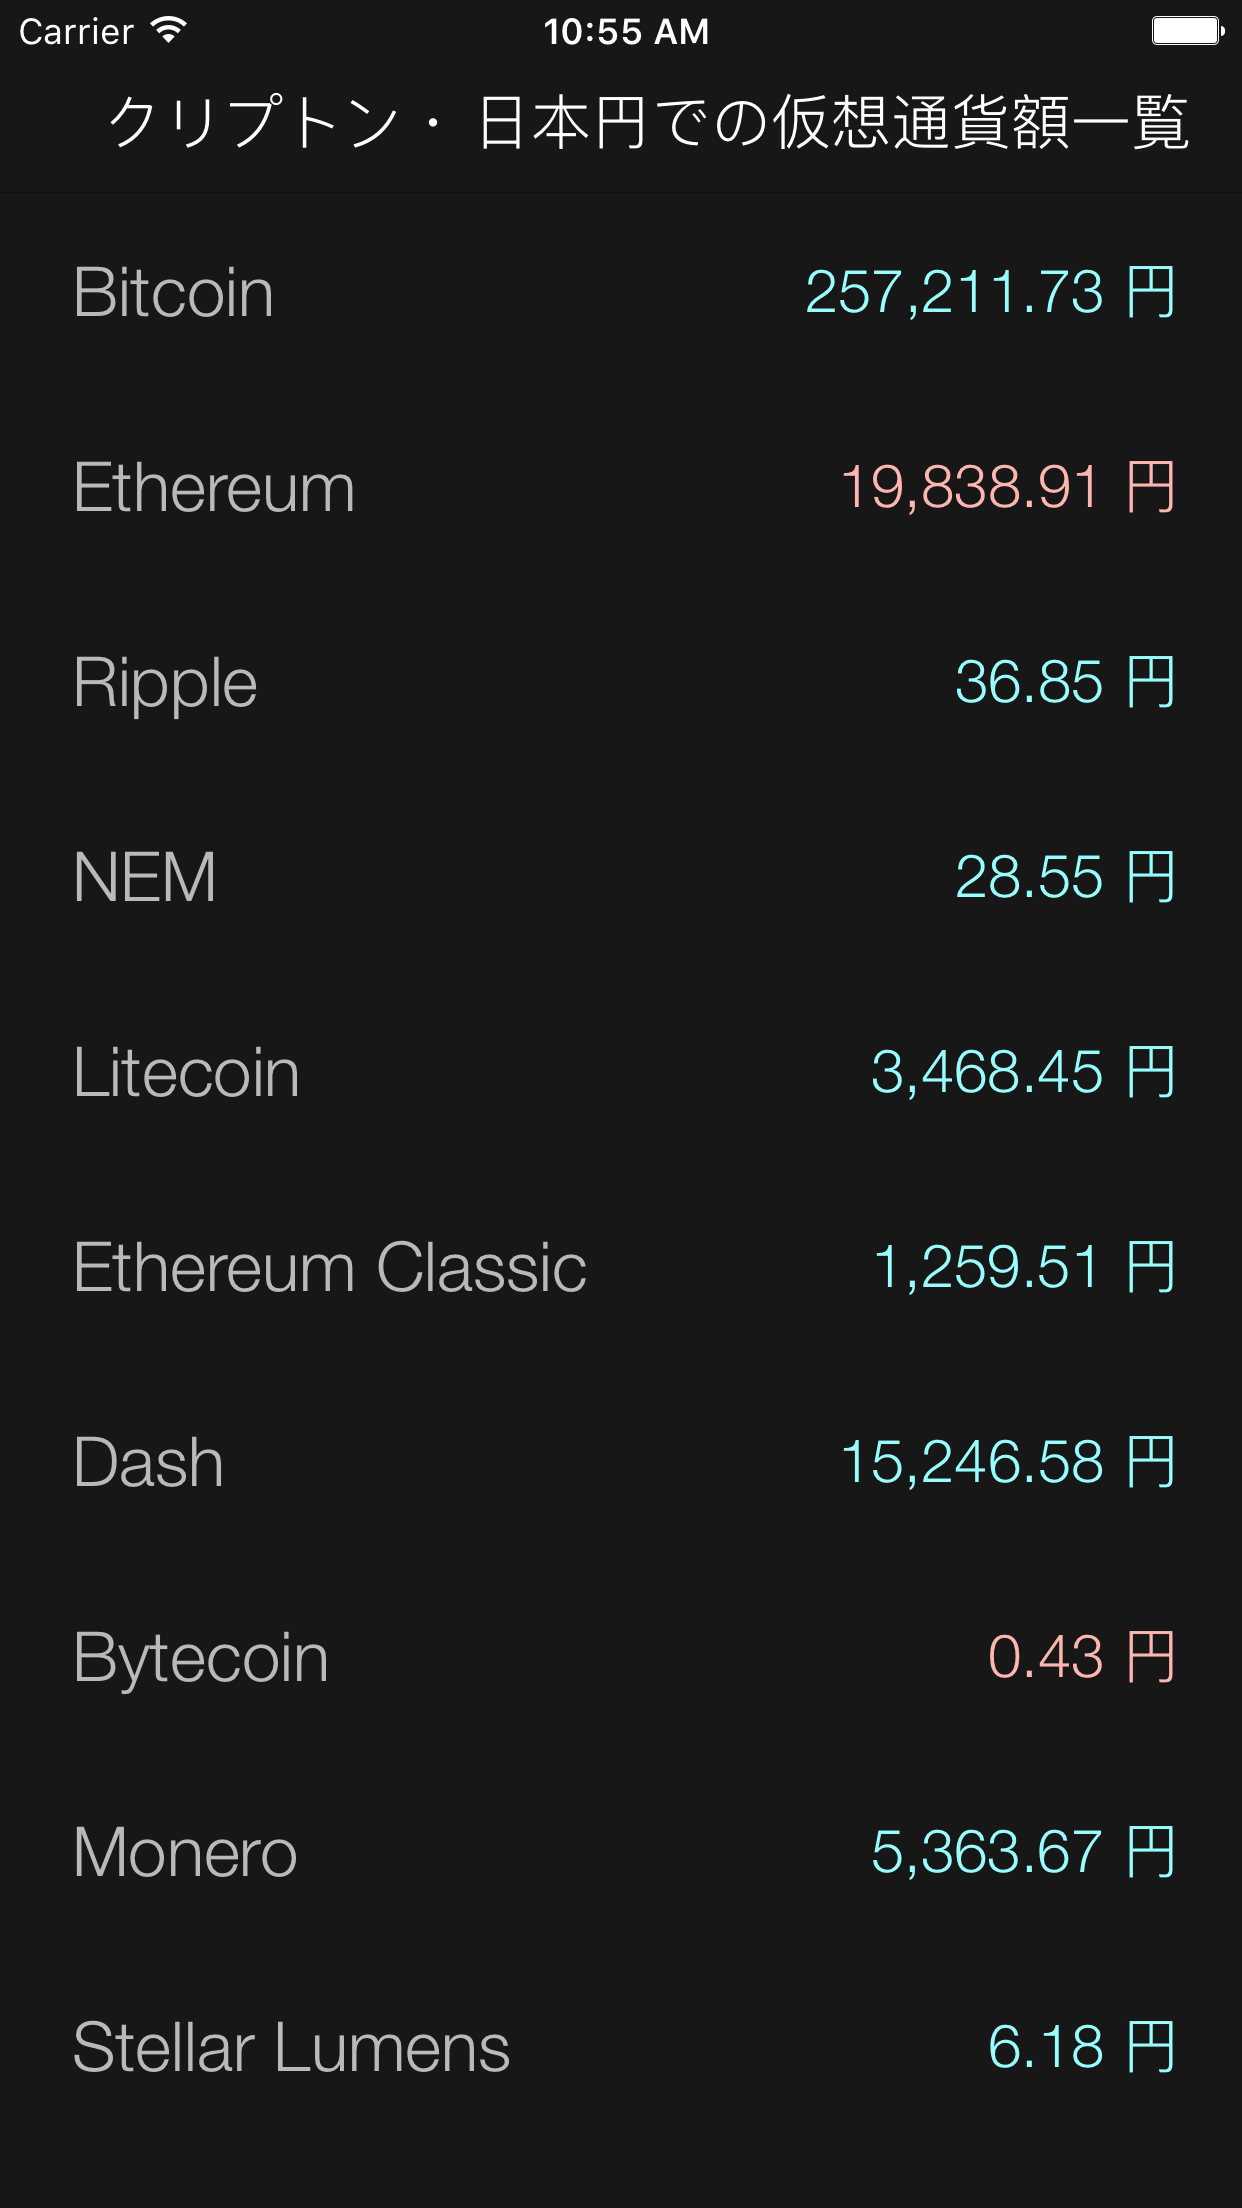 Carrier 10:55 AM
クリプトン・ 日本円での仮想通貨額一覧
Bitcoin 257,211.73 円
Ethereum 19,838.91 円
Ripple 36.85 円
NEM 28.55 円
Litecoin 3,468.45 円
Ethereum Classic 1,259.51 円
Dash 15,246.58 円
Bytecoin 0.43 円
Monero 5,363.67 円
Stellar Lumens 6.18 円